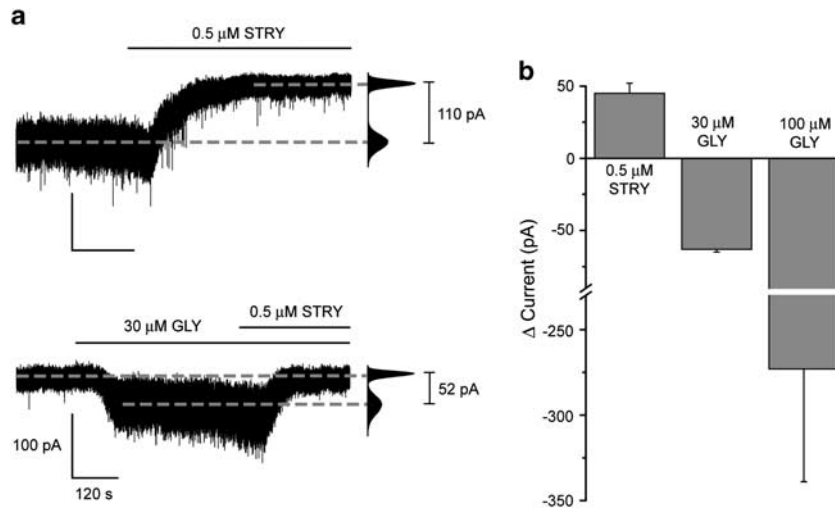 a
0.5 μM STRY
110 pA
30 μM GLY
0.5 μM STRY
52 pA
100 pA
120 s
b
Δ Current (pA)
50
0
-50
-250
-300
-350
0.5 μM
STRY
30 μM
GLY
100 μM
GLY